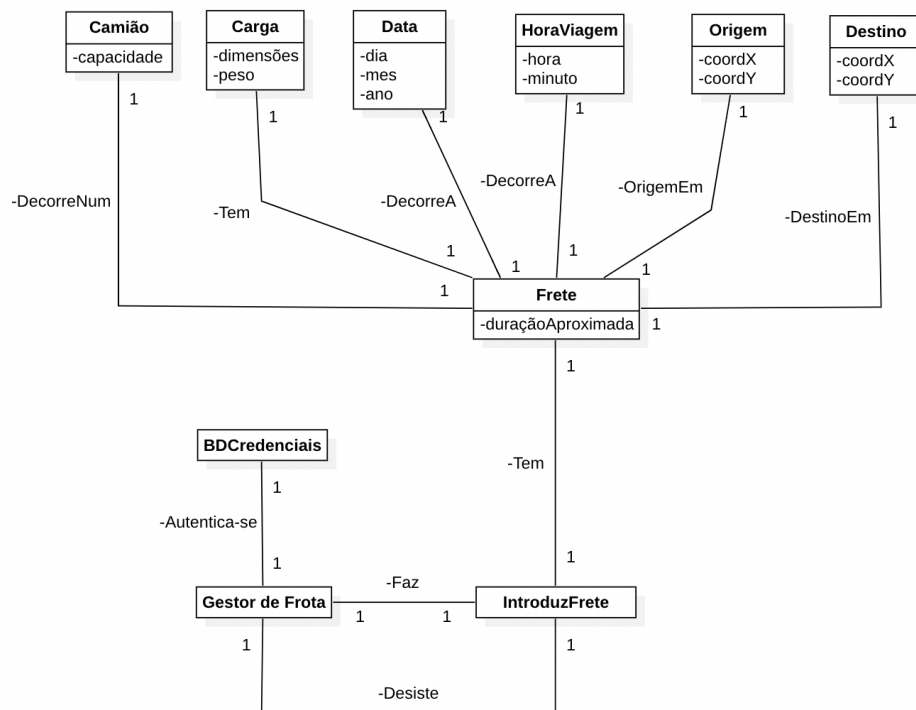 Camião
-capacidade
Carga
-dimensões
-peso
Data
-dia
-mes
-ano
HoraViagem
-hora
-minuto
Origem
-coordX
-coordY
Destino
-coordX
-coordY
1
1
1
1
1
1
-DecorreNum
-Tem
-DecorreA
-DecorreA
-OrigemEm
-DestinoEm
1
1
1
1
1
1
Frete
-duraçãoAproximada
1
-Tem
1
BDCredenciais
1
-Autentica-se
1
Gestor de Frota
-Faz
1
1
IntroduzFrete
1
1
-Desiste